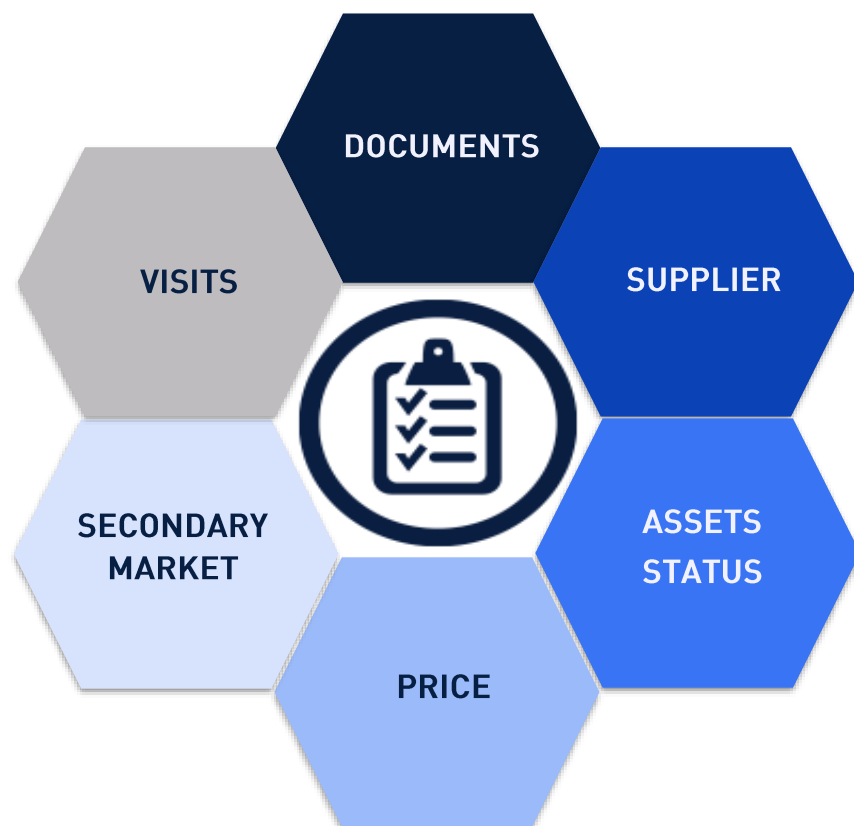 DOCUMENTS
SUPPLIER
ASSETS
STATUS
PRICE
SECONDARY
MARKET
VISITS